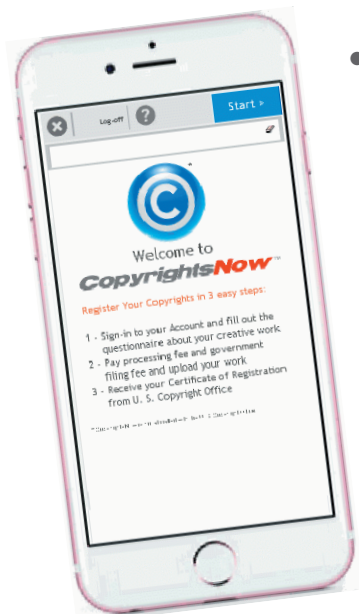 Log-off
?
Start »
©
Welcome to
CopyrightsNow™
Register Your Copyrights in 3 easy steps:
1 - Sign-in to your Account and fill out the
questionnaire about your creative work.
2 - Pay processing fee and government
filing fee and upload your work
3 - Receive your Certificate of Registration
from U. S. Copyright Office